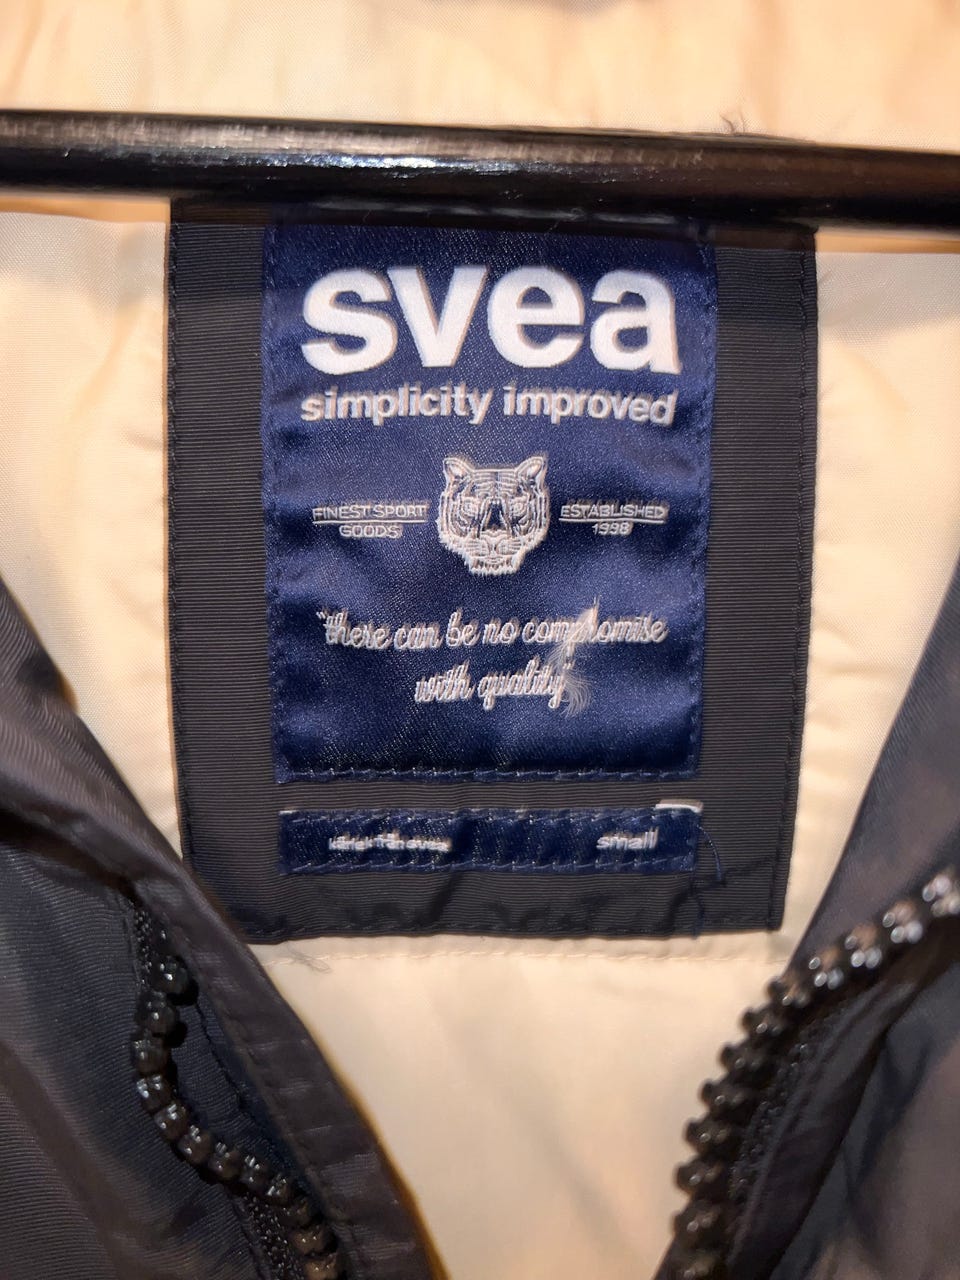 svea
simplicity improved
FINEST SPORT
GOODS
ESTABLISHED
1998
"there can be no compromise
with quality"
small